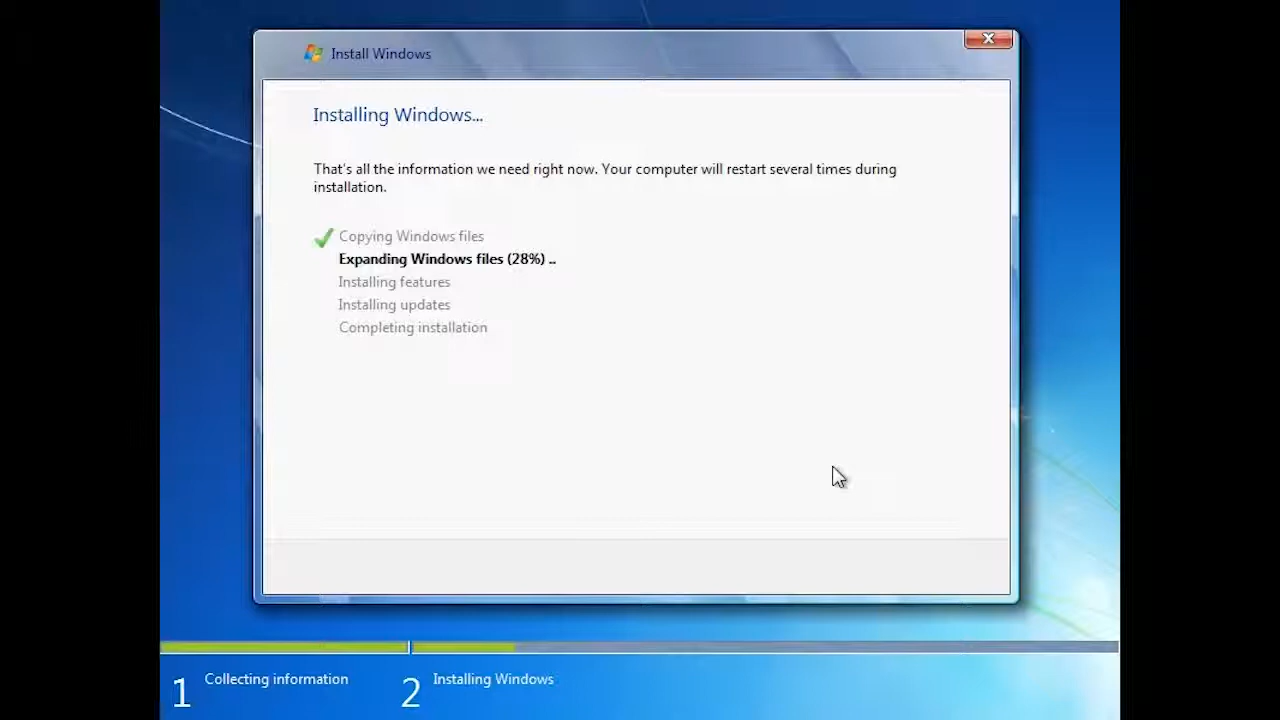 Install Windows
Installing Windows...
That's all the information we need right now. Your computer will restart several times during
installation.
Copying Windows files
Expanding Windows files (28%) ..
Installing features
Installing updates
Completing installation
1 Collecting information
2 Installing Windows